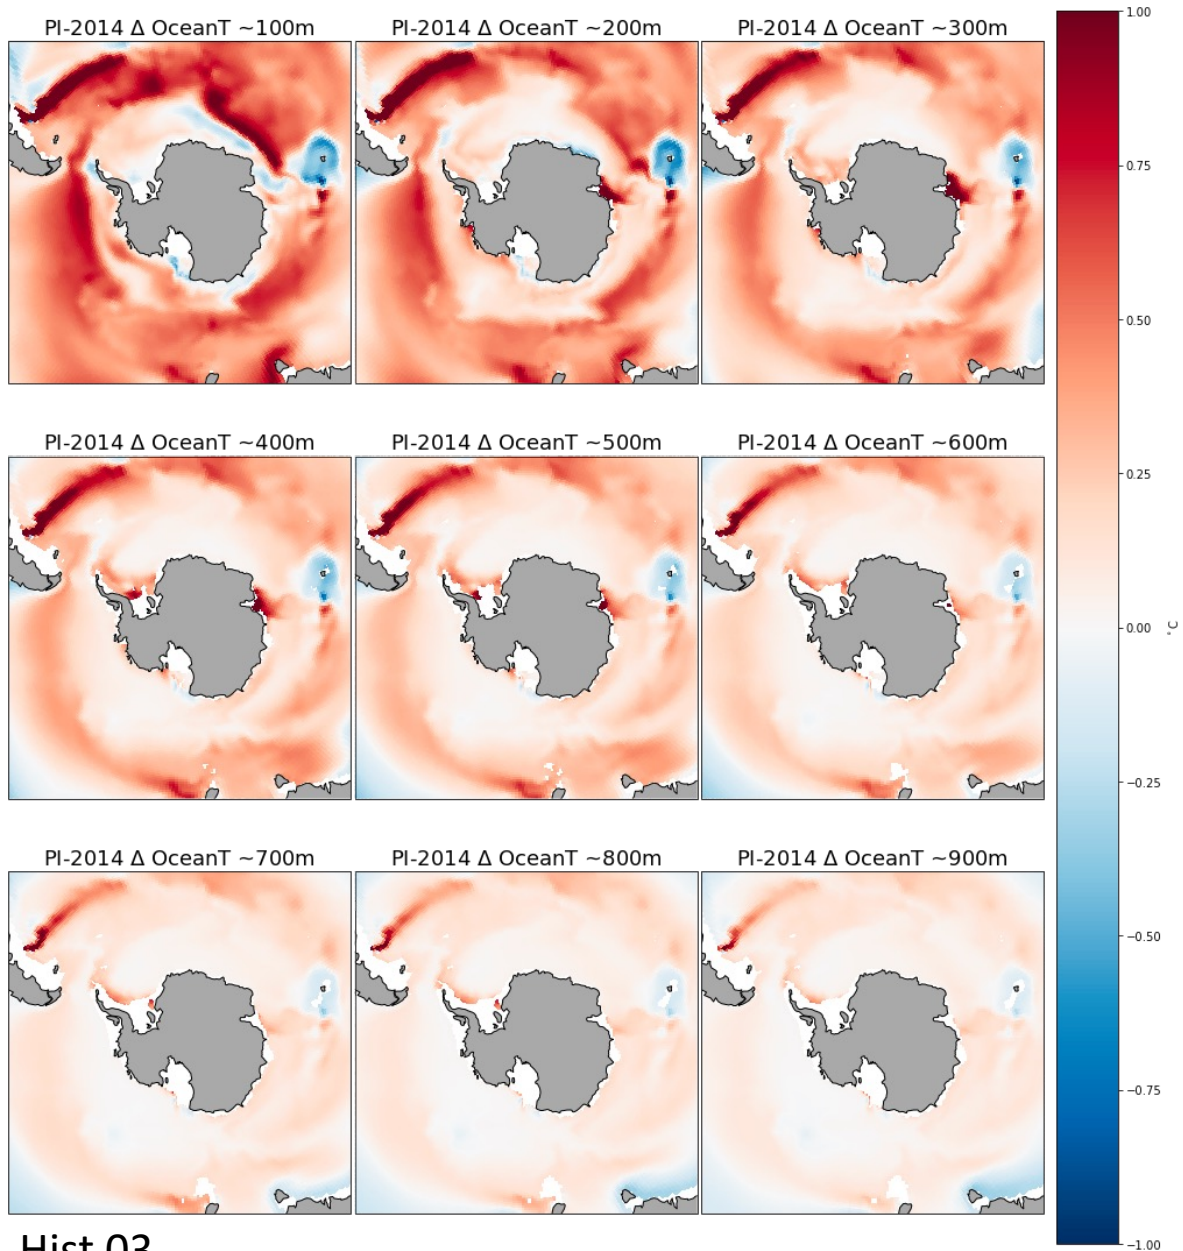 PI-2014 Δ OceanT ~100m
PI-2014 Δ OceanT ~200m
PI-2014 Δ OceanT ~300m
PI-2014 Δ OceanT ~400m
PI-2014 Δ OceanT ~500m
PI-2014 Δ OceanT ~600m
PI-2014 Δ OceanT ~700m
PI-2014 Δ OceanT ~800m
PI-2014 Δ OceanT ~900m
1.00
0.75
0.50
0.25
0.00
−0.25
−0.50
−0.75
−1.00
°C
Hist 03